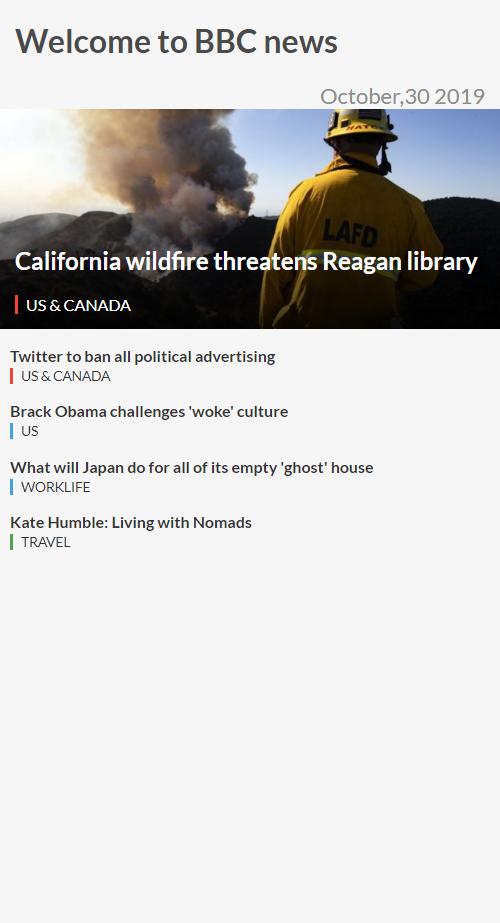 Welcome to BBC news
October,30 2019
LAFD
California wildfire threatens Reagan library
US & CANADA
Twitter to ban all political advertising
US & CANADA
Brack Obama challenges 'woke' culture
US
What will Japan do for all of its empty 'ghost' house
WORKLIFE
Kate Humble: Living with Nomads
TRAVEL